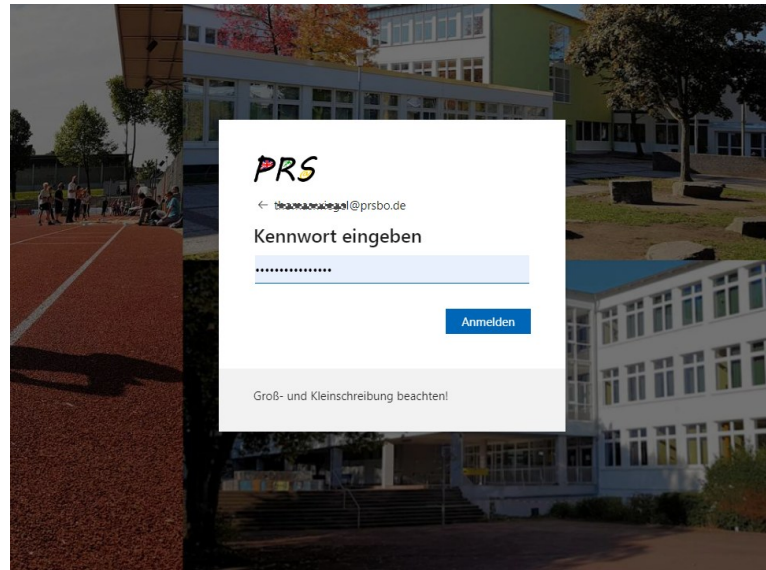 PRS
@prsbo.de
Kennwort eingeben
Anmelden
Groß- und Kleinschreibung beachten!